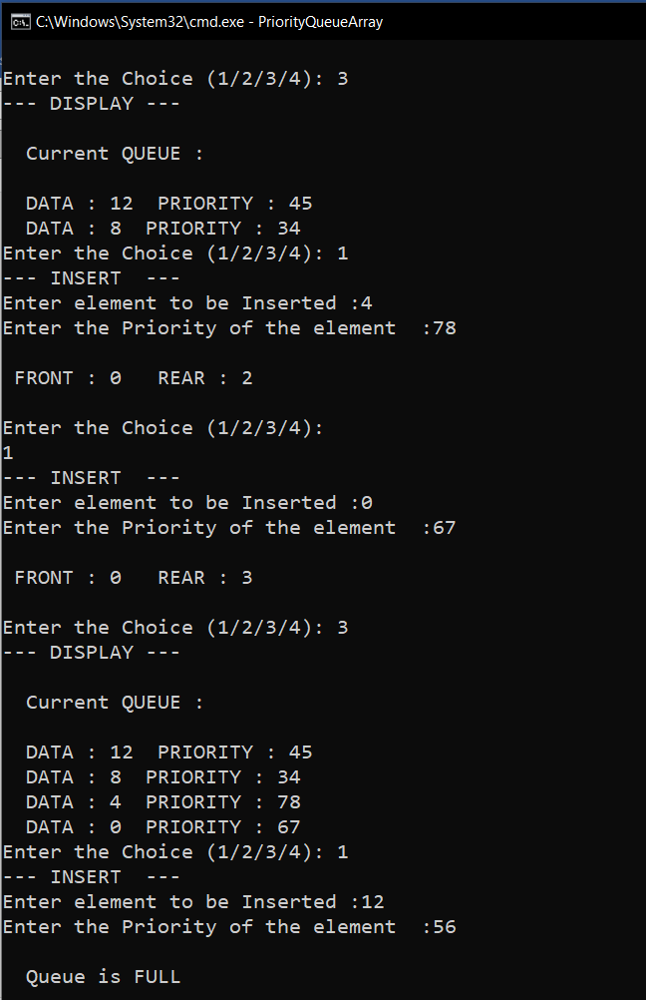 C:\Windows\System32\cmd.exe - PriorityQueueArray
Enter the Choice (1/2/3/4): 3
--- DISPLAY ---
Current QUEUE :
DATA : 12  PRIORITY : 45
DATA : 8  PRIORITY : 34
Enter the Choice (1/2/3/4): 1
--- INSERT  ---
Enter element to be Inserted :4
Enter the Priority of the element  :78
FRONT : 0   REAR : 2
Enter the Choice (1/2/3/4):
1
--- INSERT  ---
Enter element to be Inserted :0
Enter the Priority of the element  :67
FRONT : 0   REAR : 3
Enter the Choice (1/2/3/4): 3
--- DISPLAY ---
Current QUEUE :
DATA : 12  PRIORITY : 45
DATA : 8  PRIORITY : 34
DATA : 4  PRIORITY : 78
DATA : 0  PRIORITY : 67
Enter the Choice (1/2/3/4): 1
--- INSERT  ---
Enter element to be Inserted :12
Enter the Priority of the element  :56
Queue is FULL